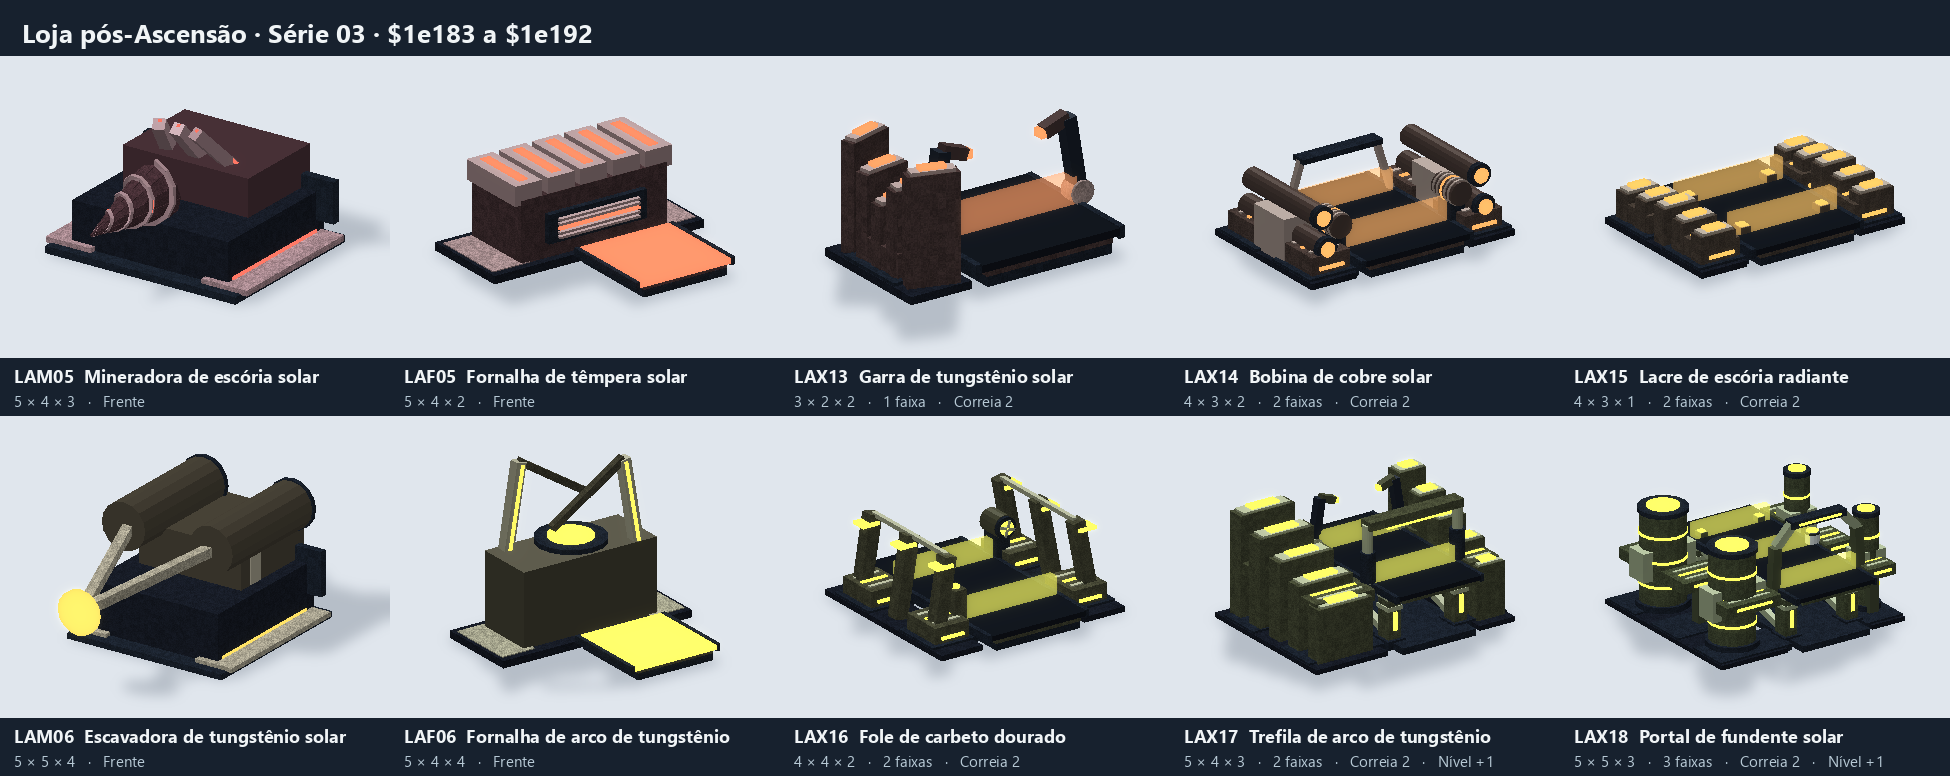 Loja pós-Ascensão · Série 03 · $1e183 a $1e192
LAM05 Mineradora de escória solar
5 × 4 × 3 · Frente
LAF05 Fornalha de têmpera solar
5 × 4 × 2 · Frente
LAX13 Garra de tungstênio solar
3 × 2 × 2 · 1 faixa · Correia 2
LAX14 Bobina de cobre solar
4 × 3 × 2 · 2 faixas · Correia 2
LAX15 Lacre de escória radiante
4 × 3 × 1 · 2 faixas · Correia 2
LAM06 Escavadora de tungstênio solar
5 × 5 × 4 · Frente
LAF06 Fornalha de arco de tungstênio
5 × 4 × 4 · Frente
LAX16 Fole de carbeto dourado
4 × 4 × 2 · 2 faixas · Correia 2
LAX17 Trefila de arco de tungstênio
5 × 4 × 3 · 2 faixas · Correia 2 · Nível +1
LAX18 Portal de fundente solar
5 × 5 × 3 · 3 faixas · Correia 2 · Nível +1